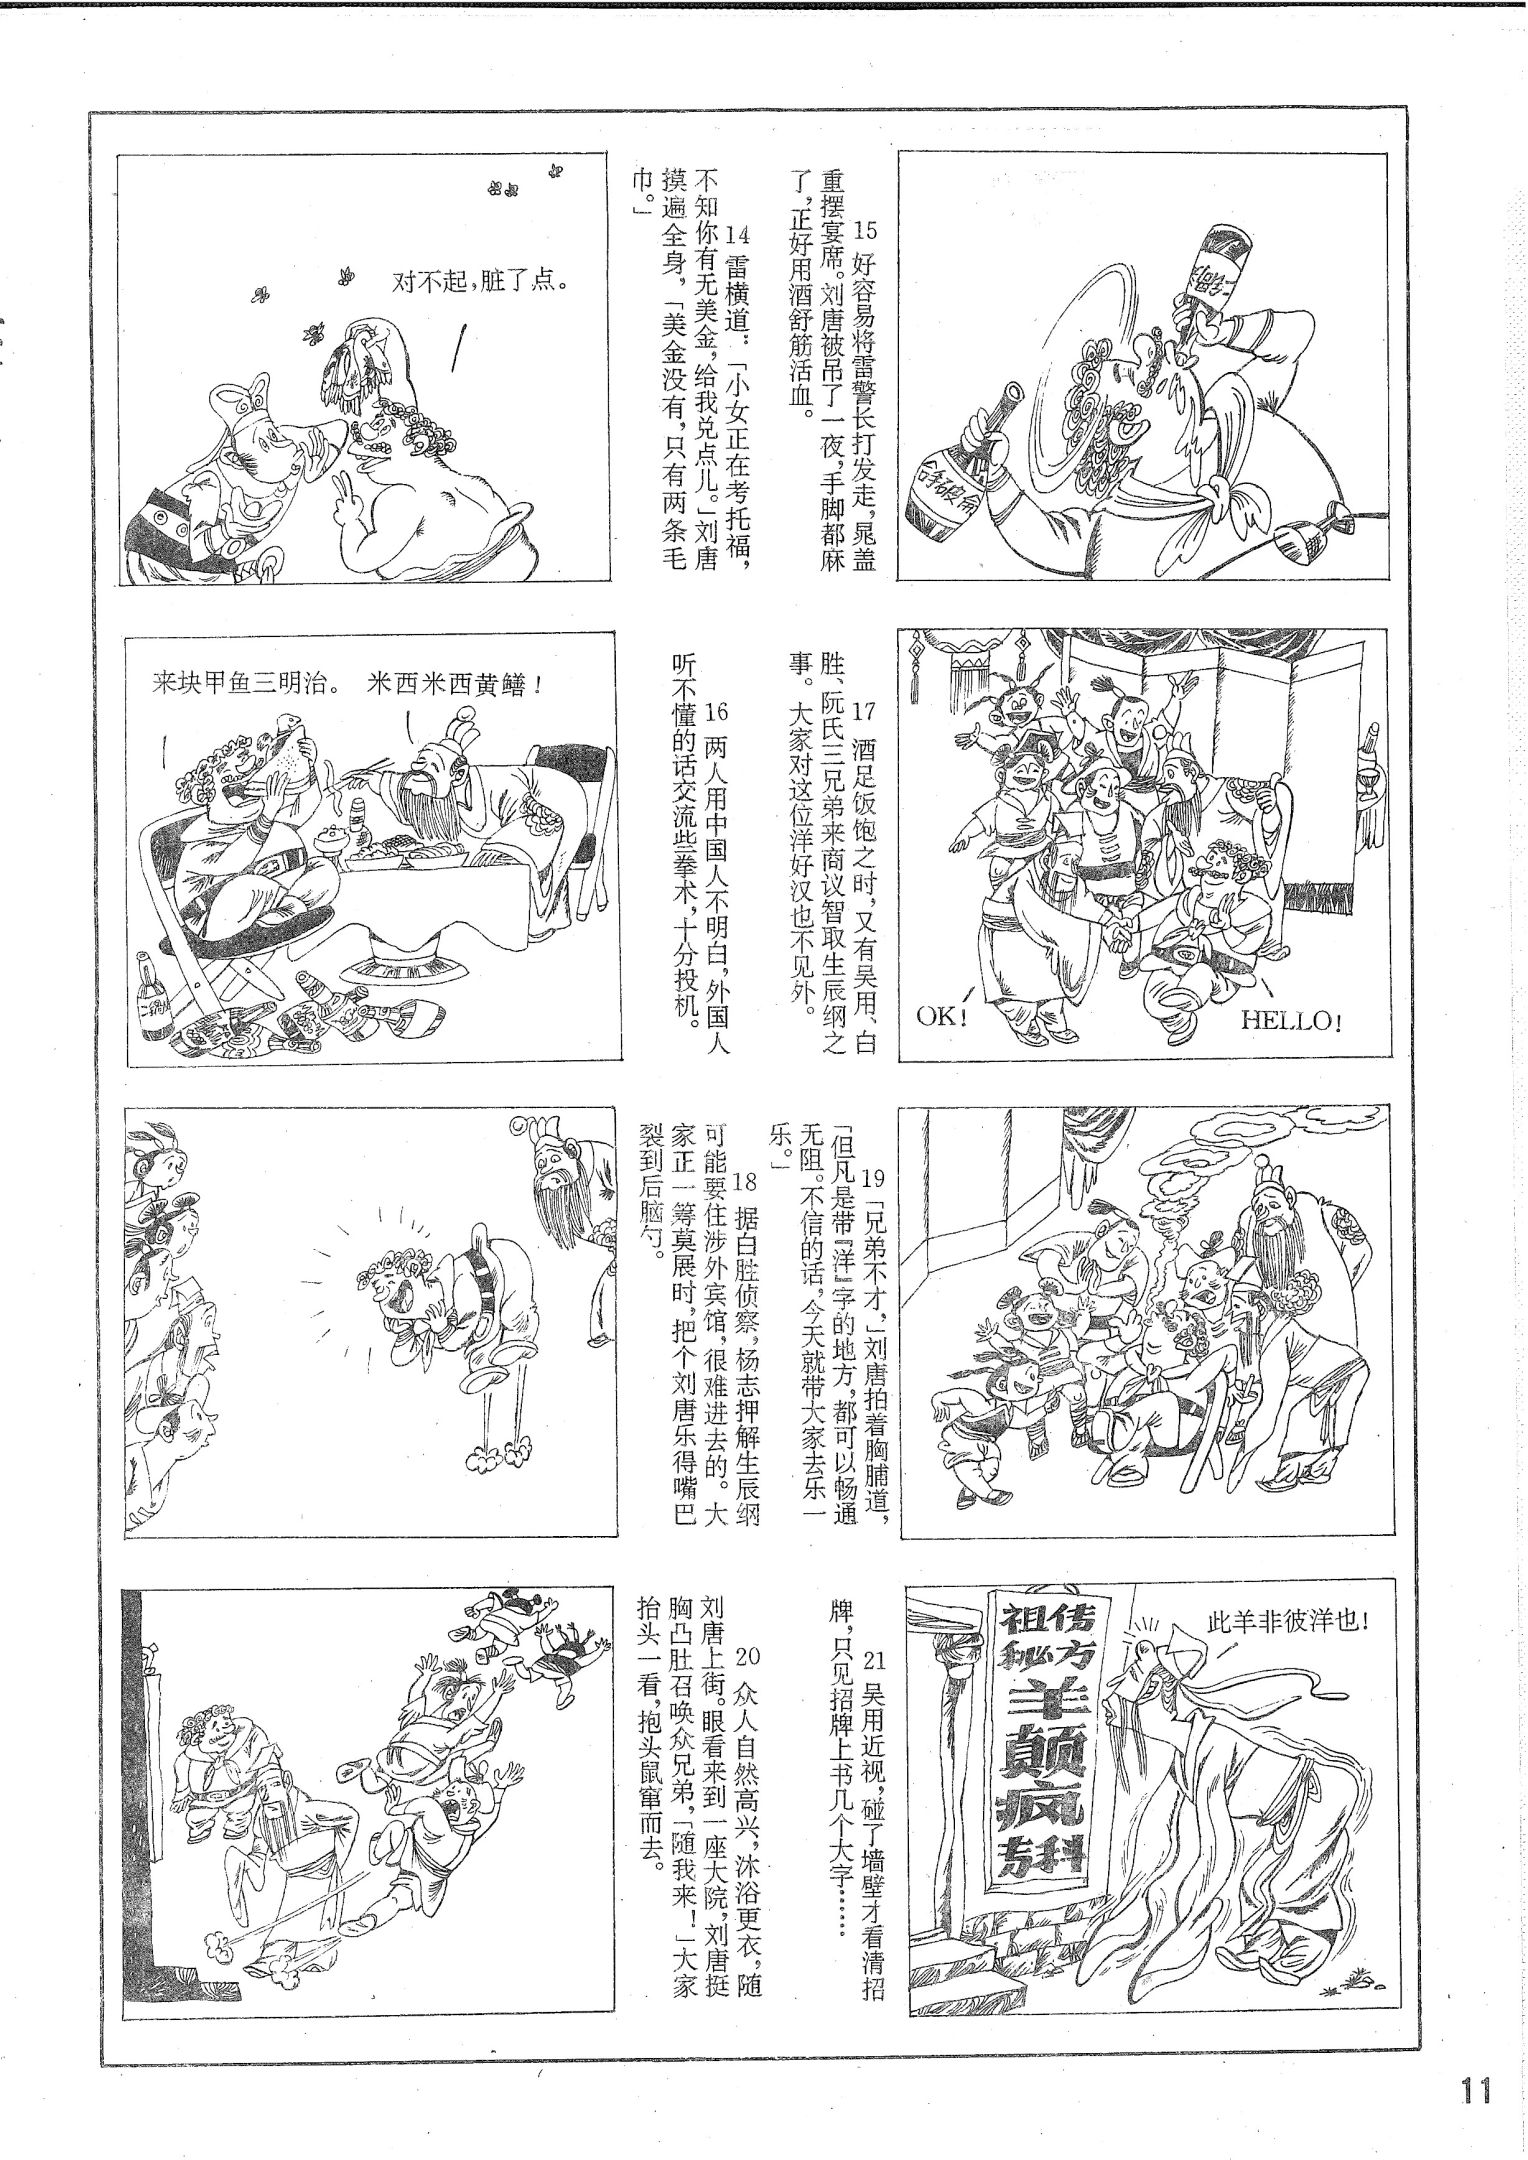 对不起，脏了点。
14 雷横道：「小女正在考托福，
不知你有无美金，给我兑点儿。」刘唐
摸遍全身，「美金没有，只有两条毛
巾。」
15 好容易将雷警长打发走，晁盖
重摆宴席。刘唐被吊了一夜，手脚都麻
了，正好用酒舒筋活血。
来块甲鱼三明治。
米西米西黄鳝！
16 两人用中国人不明白，外国人
听不懂的话交流些拳术，十分投机。
17 酒足饭饱之时，又有吴用、白
胜、阮氏三兄弟来商议智取生辰纲之
事。大家对这位洋好汉也不见外。
OK！
HELLO！
18 据白胜侦察，杨志押解生辰纲
可能要住涉外宾馆，很难进去的。大
家正一筹莫展时，把个刘唐乐得嘴巴
裂到后脑勺。
19 「兄弟不才，」刘唐拍着胸脯道，
「但凡是带『洋』字的地方，都可以畅通
无阻。不信的话，今天就带大家去乐一
乐。」
20 众人自然高兴，沐浴更衣，随
刘唐上街。眼看来到一座大院，刘唐挺
胸凸肚召唤众兄弟，「随我来！」大家
抬头一看，抱头鼠窜而去。
21 吴用近视，碰了墙壁才看清招
牌，只见招牌上书几个大字……
祖传
秘方
羊
颠
疯
专科
此羊非彼洋也！
11